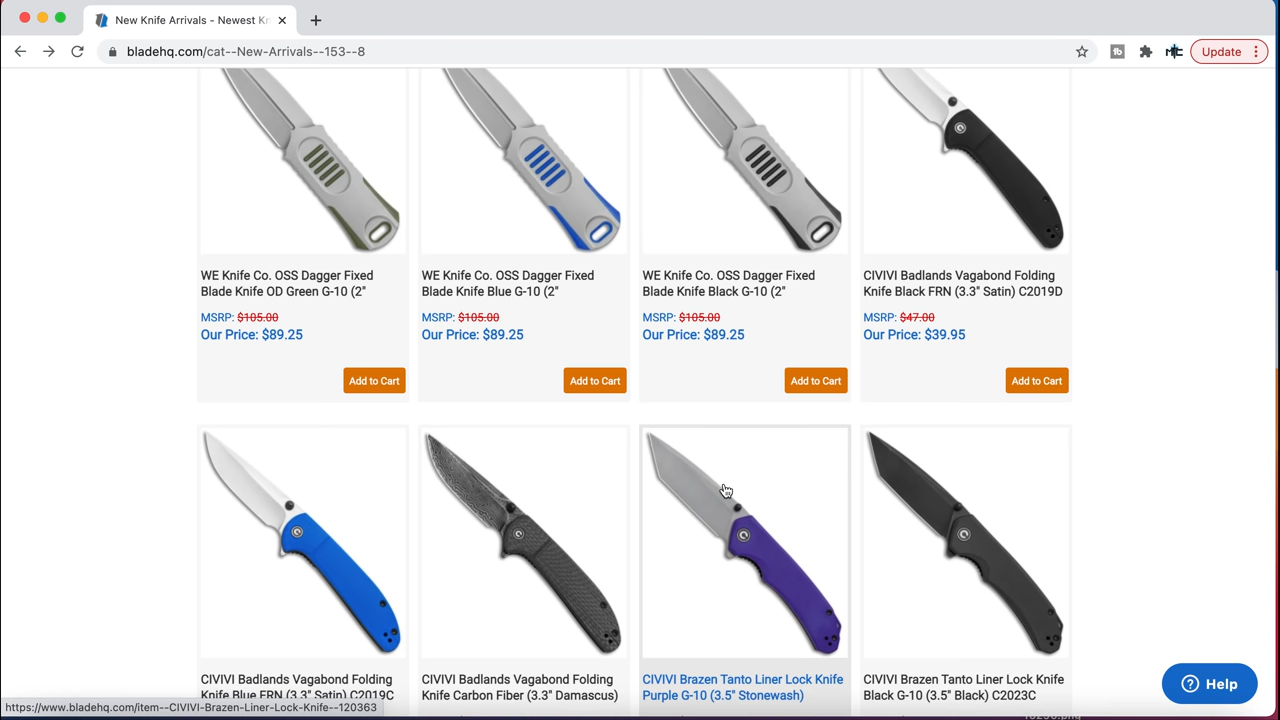 New Knife Arrivals - Newest Kn
bladehq.com/cat--New-Arrivals--153--8
Update
WE Knife Co. OSS Dagger Fixed
Blade Knife OD Green G-10 (2"
MSRP: $105.00
Our Price: $89.25
Add to Cart
WE Knife Co. OSS Dagger Fixed
Blade Knife Blue G-10 (2"
MSRP: $105.00
Our Price: $89.25
Add to Cart
WE Knife Co. OSS Dagger Fixed
Blade Knife Black G-10 (2"
MSRP: $105.00
Our Price: $89.25
Add to Cart
CIVIVI Badlands Vagabond Folding
Knife Black FRN (3.3" Satin) C2019D
MSRP: $47.00
Our Price: $39.95
Add to Cart
CIVIVI Badlands Vagabond Folding
Knife Blue FRN (3.3" Satin) C2019C
CIVIVI Badlands Vagabond Folding
Knife Carbon Fiber (3.3" Damascus)
CIVIVI Brazen Tanto Liner Lock Knife
Purple G-10 (3.5" Stonewash)
CIVIVI Brazen Tanto Liner Lock Knife
Black G-10 (3.5" Black) C2023C
Help
https://www.bladehq.com/item--CIVIVI-Brazen-Liner-Lock-Knife--120363